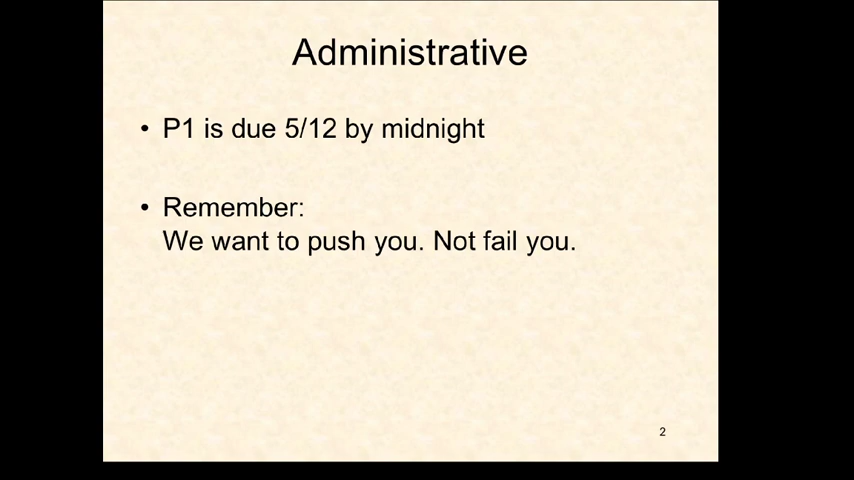 Administrative
• P1 is due 5/12 by midnight
• Remember:
We want to push you. Not fail you.
2